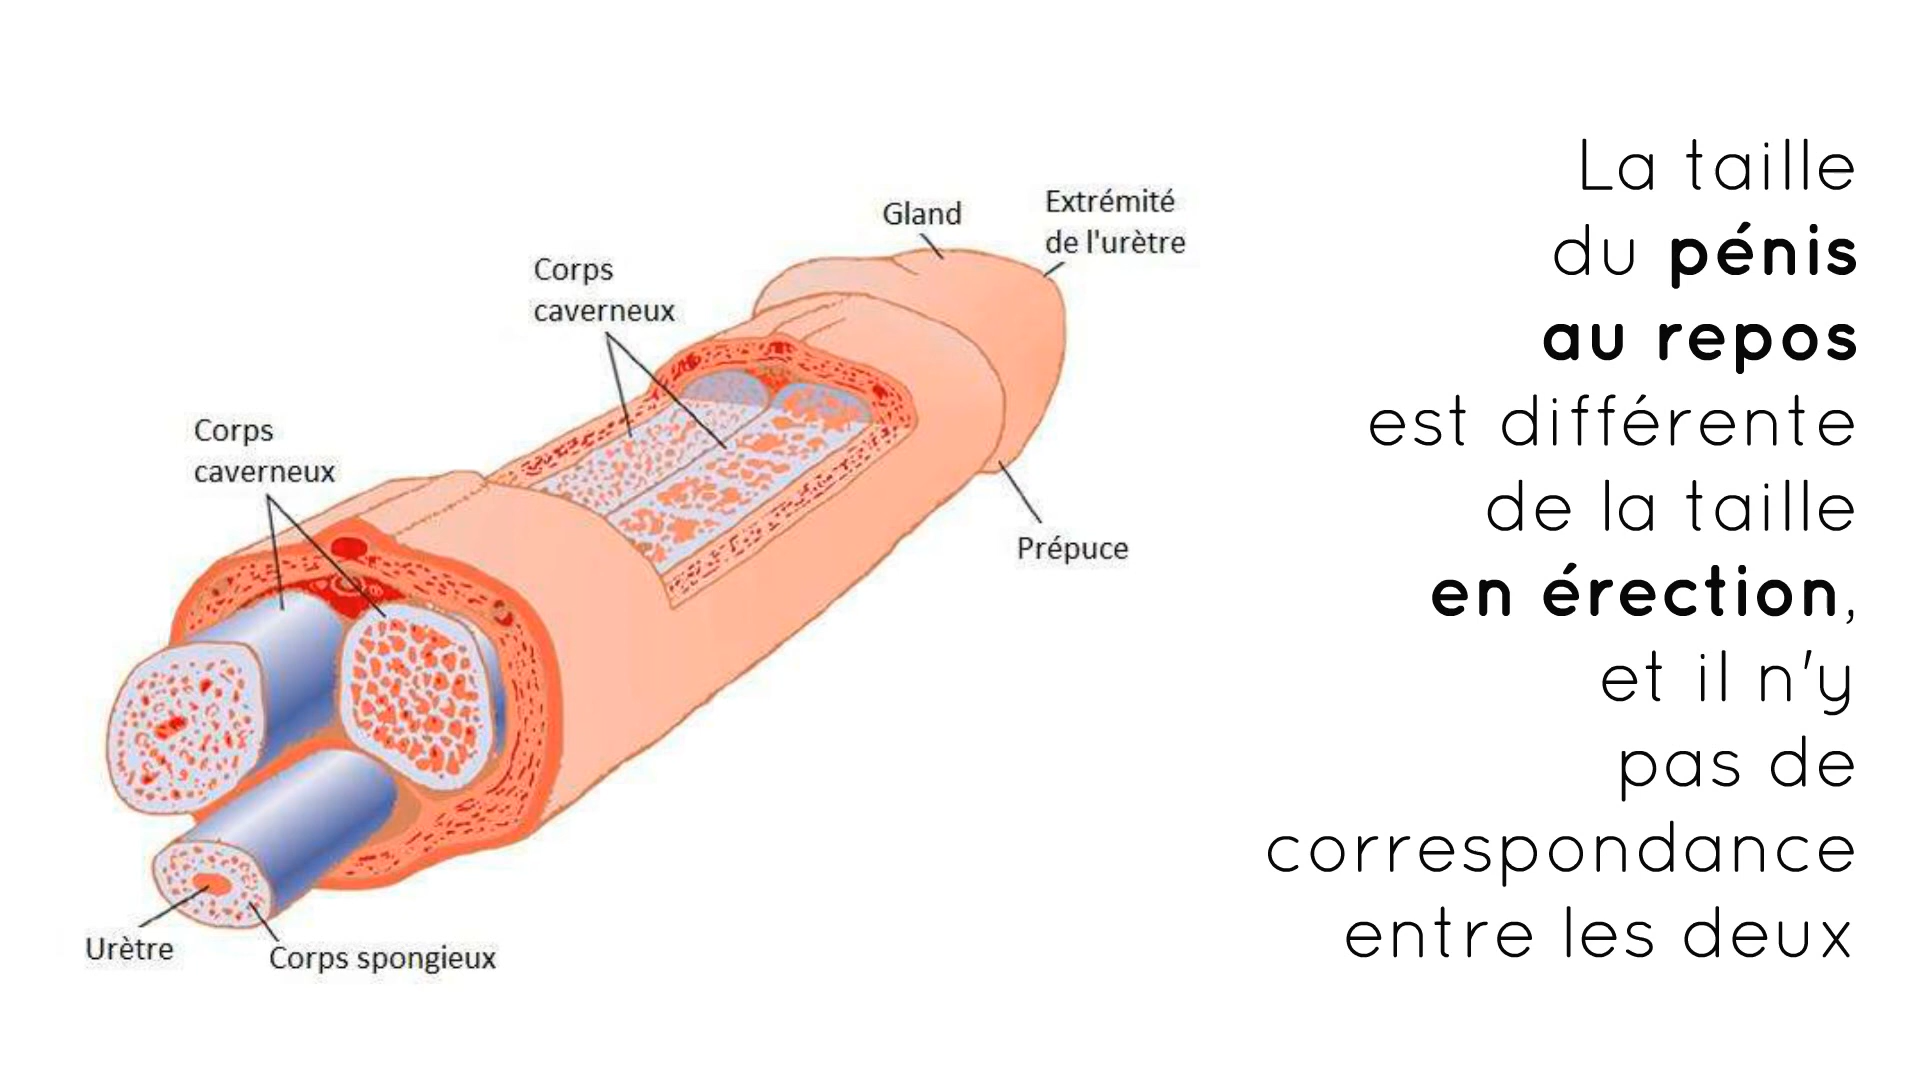 Gland
Extrémité
de l'urètre
Corps
caverneux
Corps
caverneux
Prépuce
Urètre
Corps spongieux
La taille
du pénis
au repos
est différente
de la taille
en érection,
et il n'y
pas de
correspondance
entre les deux